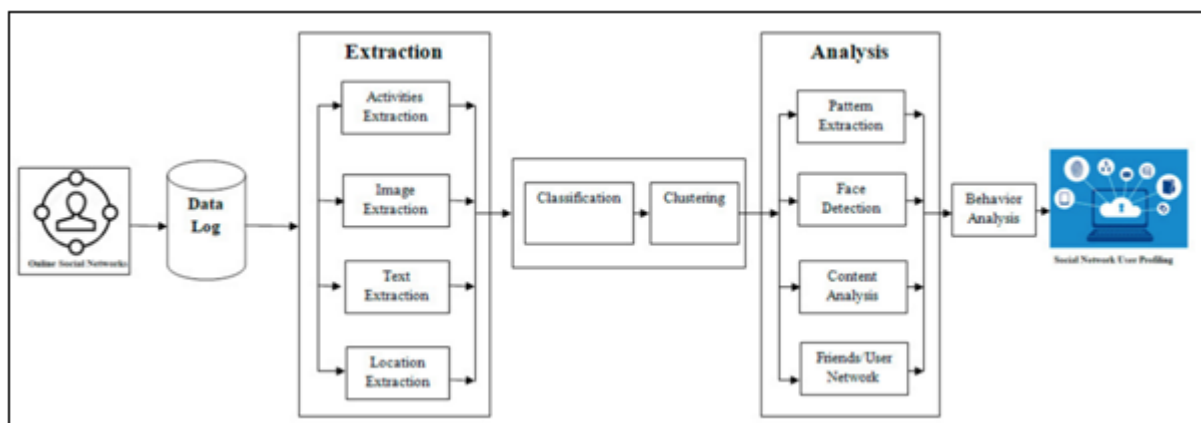 Online Social Networks
Data
Log
Extraction
Activities
Extraction
Image
Extraction
Text
Extraction
Location
Extraction
Classification
Clustering
Analysis
Pattern
Extraction
Face
Detection
Content
Analysis
Friends/User
Network
Behavior
Analysis
Social Network User Profiling